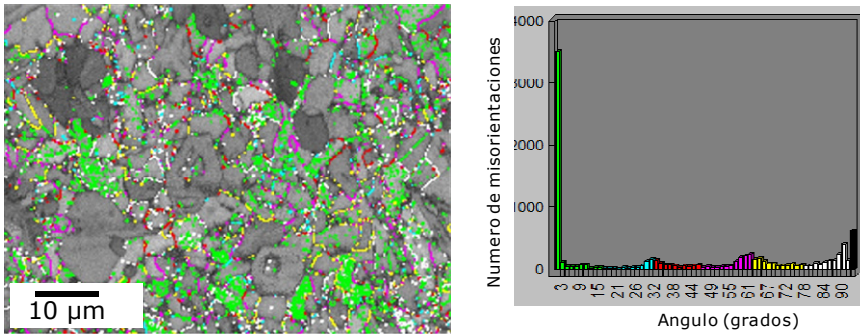 10 µm
Numero de misorientaciones
4000
3000
2000
1000
0
3 9 15 21 26 32 38 44 49 55 61 67 72 78 84 90
Angulo (grados)